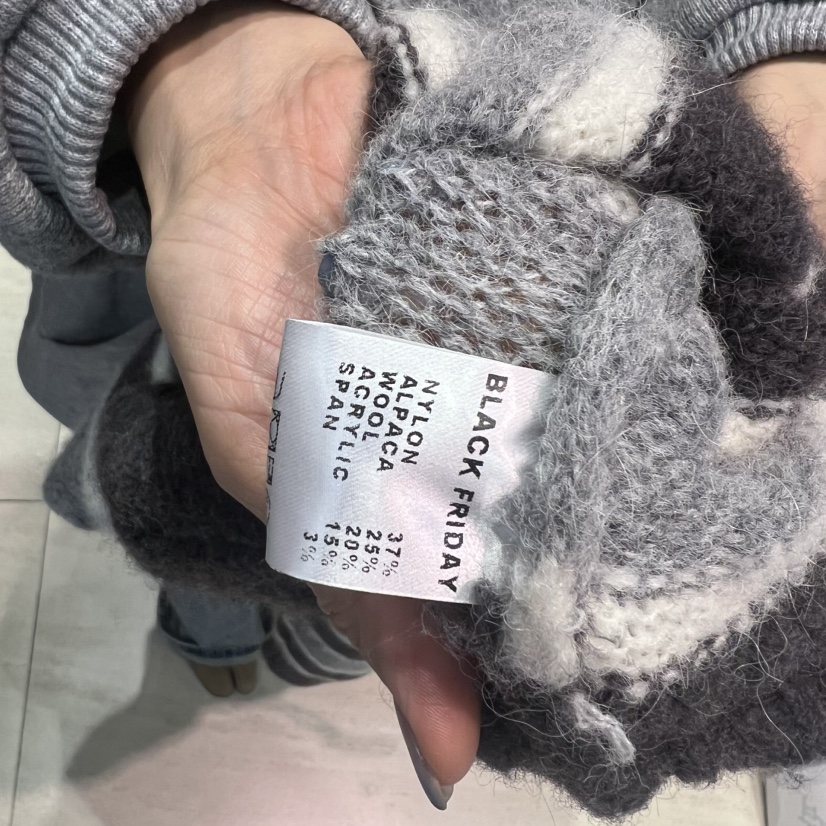 BLACK FRIDAY
NYLON 37%
ALPACA 25%
WOOL 20%
ACRYLIC 15%
SPAN 3%